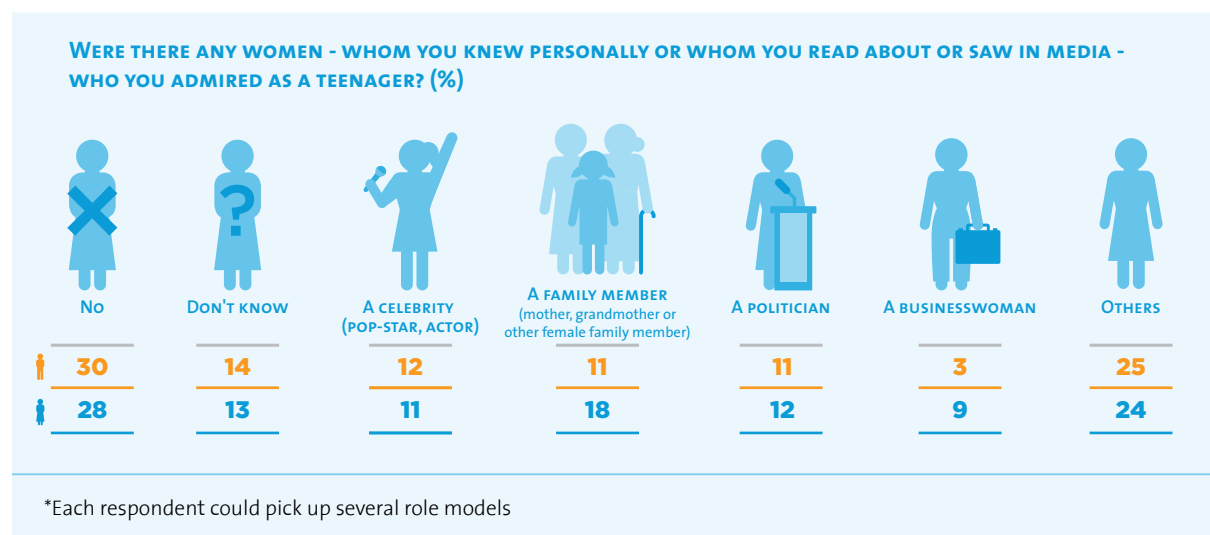 Were there any women - whom you knew personally or whom you read about or saw in media -
who you admired as a teenager? (%)
?
No
Don't know
A celebrity
(pop-star, actor)
A family member
(mother, grandmother or
other female family member)
A politician
A businesswoman
Others
30 14 12 11 11 3 25
28 13 11 18 12 9 24
*Each respondent could pick up several role models